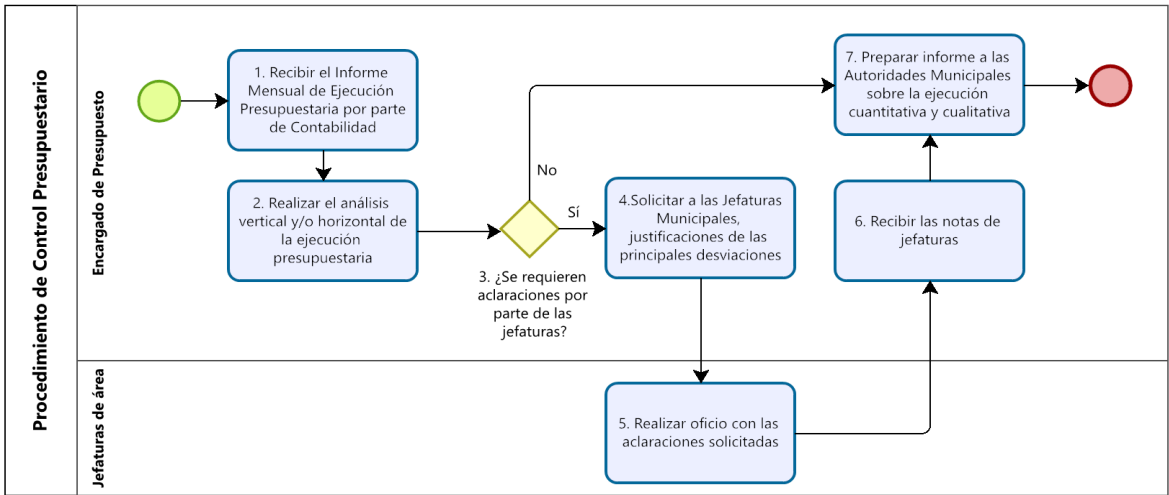 Procedimiento de Control Presupuestario
Encargado de Presupuesto
1. Recibir el Informe
Mensual de Ejecución
Presupuestaria por parte
de Contabilidad
2. Realizar el análisis
vertical y/o horizontal de
la ejecución
presupuestaria
3. ¿Se requieren
aclaraciones por
parte de las
jefaturas?
No
Sí
4.Solicitar a las Jefaturas
Municipales,
justificaciones de las
principales desviaciones
7. Preparar informe a las
Autoridades Municipales
sobre la ejecución
cuantitativa y cualitativa
6. Recibir las notas de
jefaturas
Jefaturas de área
5. Realizar oficio con las
aclaraciones solicitadas